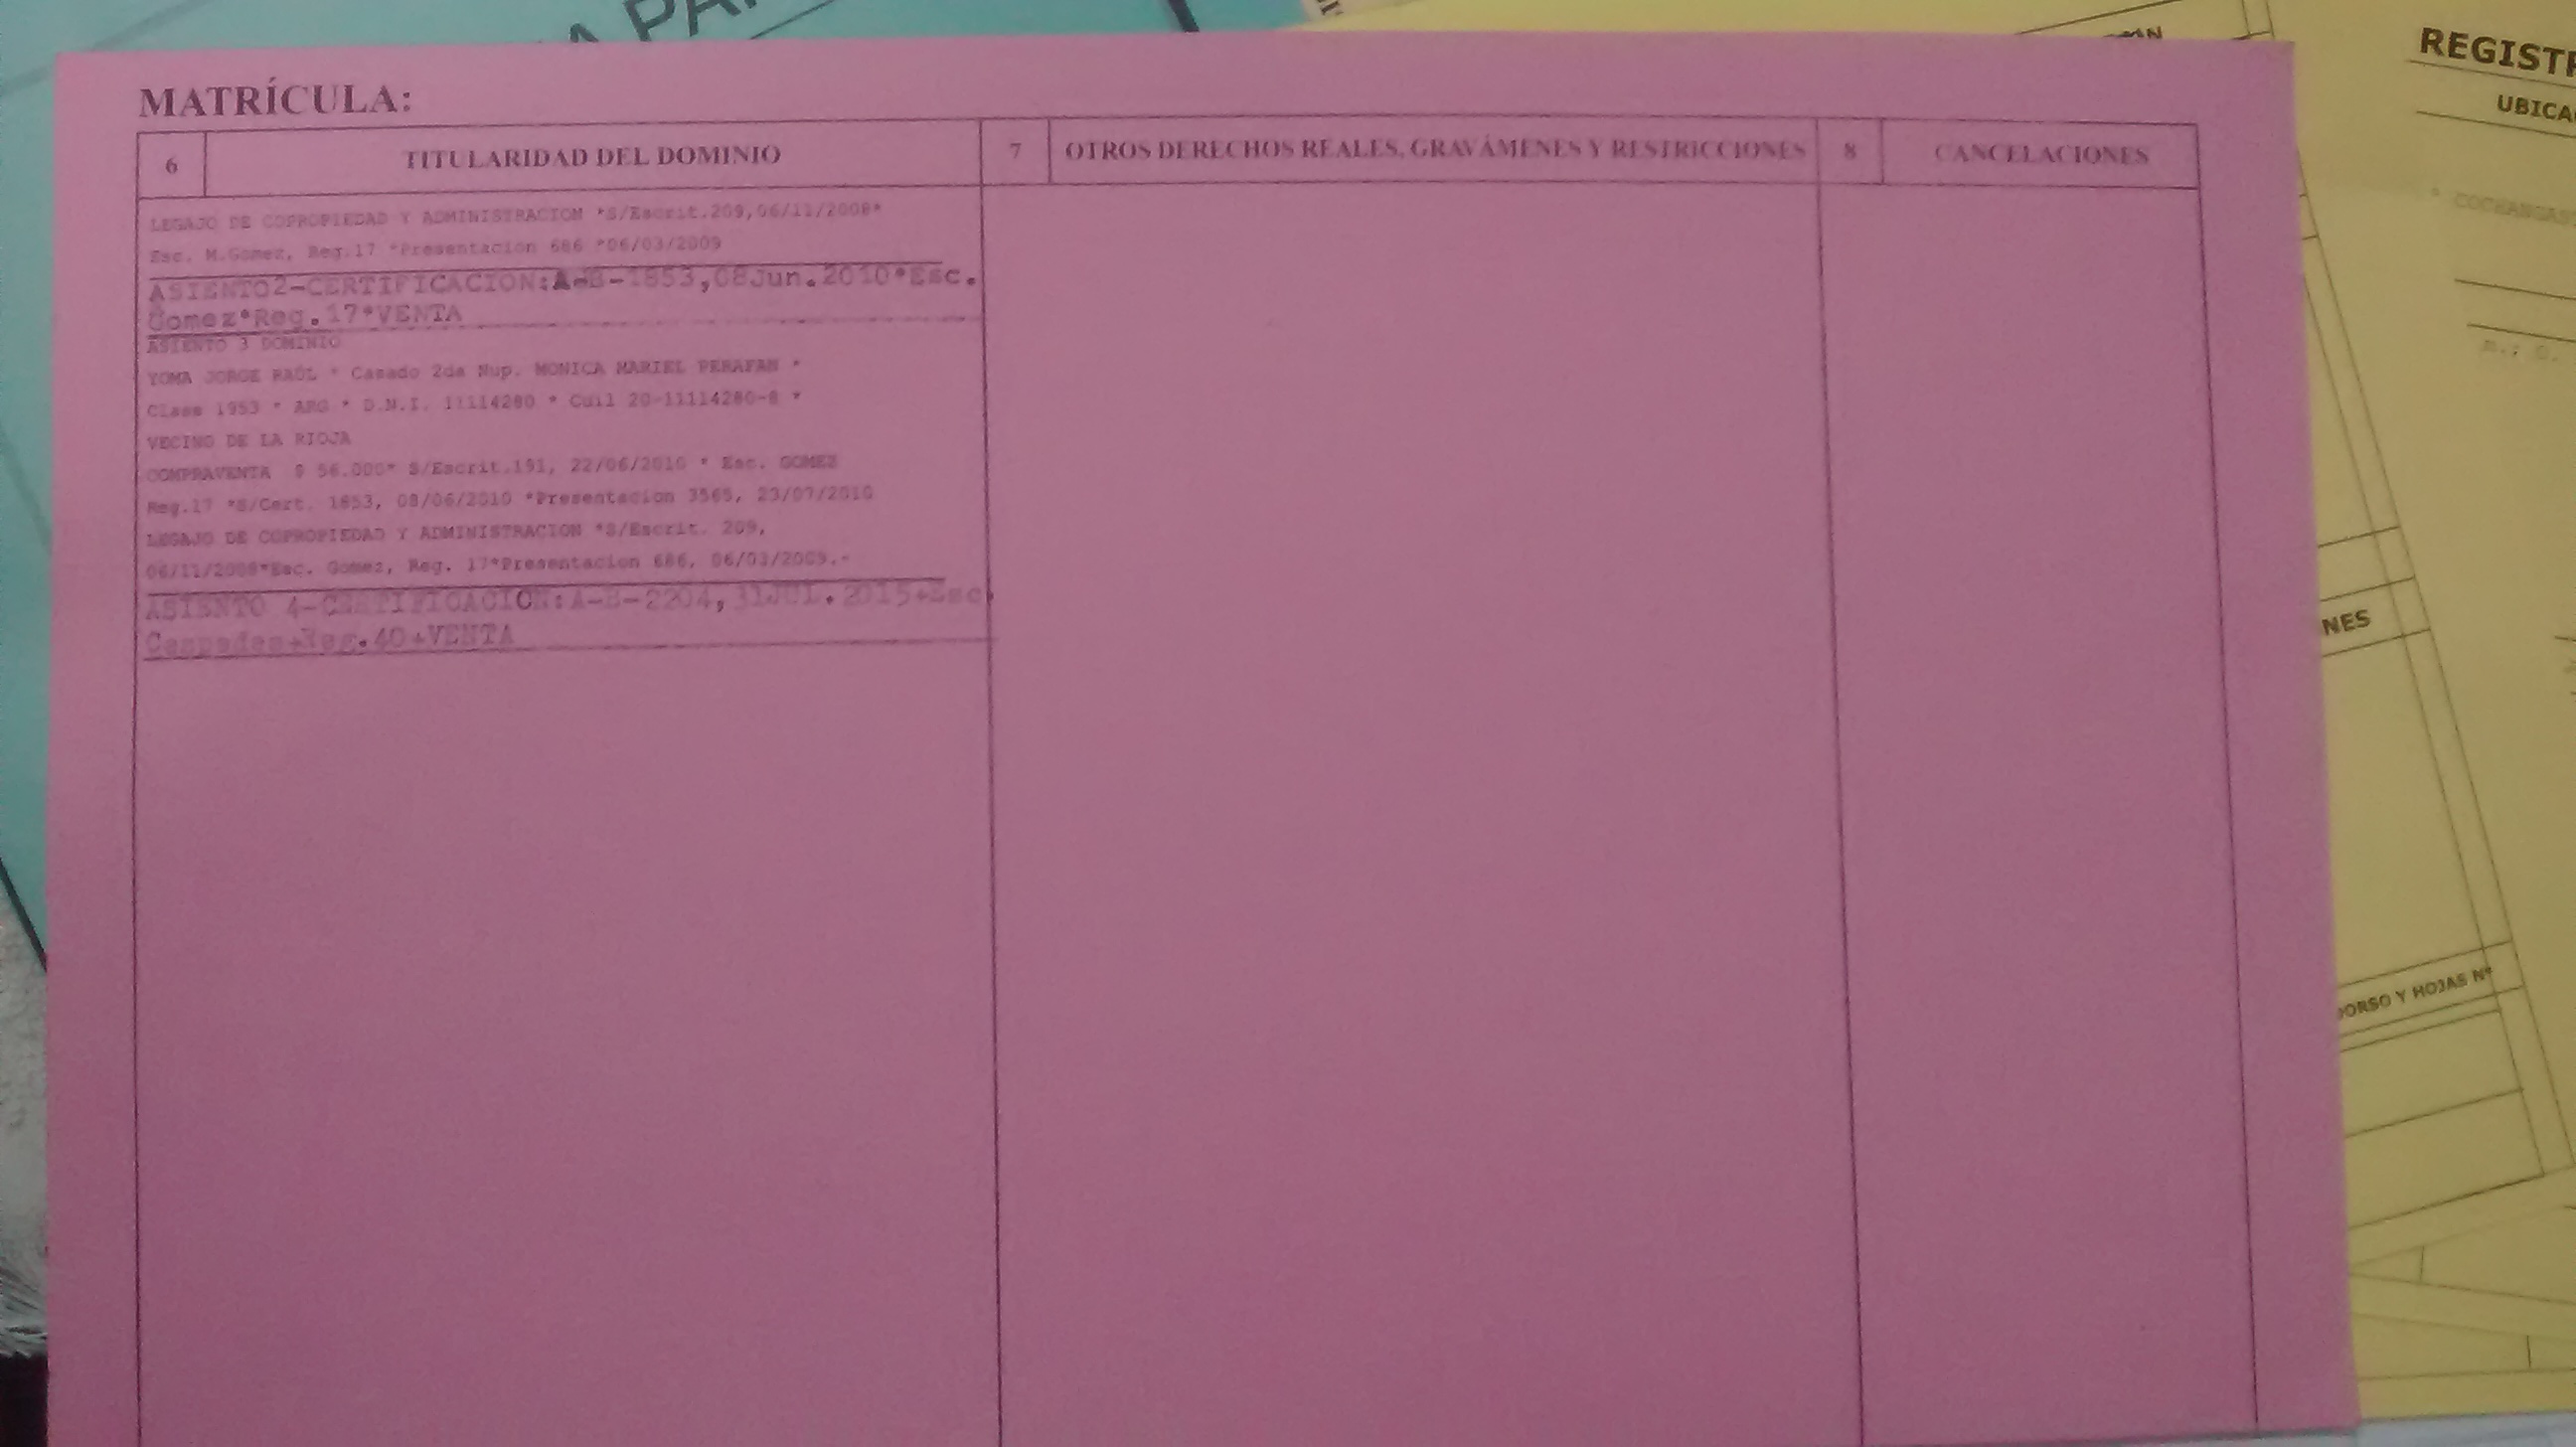 A PA
REGISTR
UBICA
MATRÍCULA:
6 TITULARIDAD DEL DOMINIO 7 OTROS DERECHOS REALES, GRAVÁMENES Y RESTRICCIONES 8 CANCELACIONES
LEGAJO DE COPROPIEDAD Y ADMINISTRACION *S/Escrit.209,06/11/2008*
Esc. M.Gomez, Reg.17 *Presentacion 686 *06/03/2009
ASIENTO2-CERTIFICACION:A-B-1853,08Jun.2010*Esc.
Gomez*Reg.17*VENTA
ASIENTO 3 DOMINIO
YOMA JORGE RAÚL * Casado 2da Nup. MONICA MARIEL PERAFAN *
Clase 1953 * ARG * D.N.I. 11114280 * Cuil 20-11114280-8 *
VECINO DE LA RIOJA
COMPRAVENTA $ 56.000* S/Escrit.191, 22/06/2010 * Esc. GOMEZ
Reg.17 *S/Cert. 1853, 08/06/2010 *Presentacion 3565, 23/07/2010
LEGAJO DE COPROPIEDAD Y ADMINISTRACION *S/Escrit. 209,
06/11/2008*Esc. Gomez, Reg. 17*Presentacion 686, 06/03/2009.-
ASIENTO 4-CERTIFICACION:A-E-2204,31JUL.2015*Esc.
Cespedes*Reg.40*VENTA
NES
DORSO Y HOJAS Nº